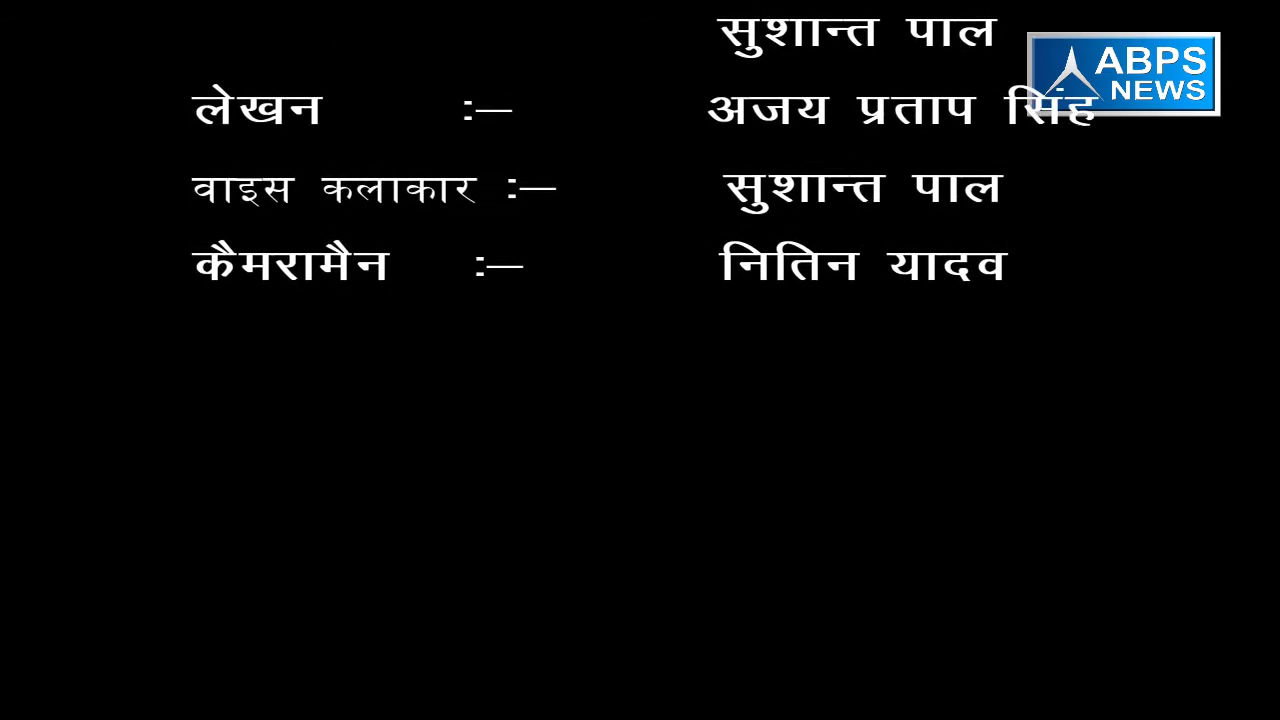 सुशान्त पाल
ABPS
NEWS
लेखन :— अजय प्रताप सिंह
वाइस कलाकार :— सुशान्त पाल
कैमरामैन :— नितिन यादव